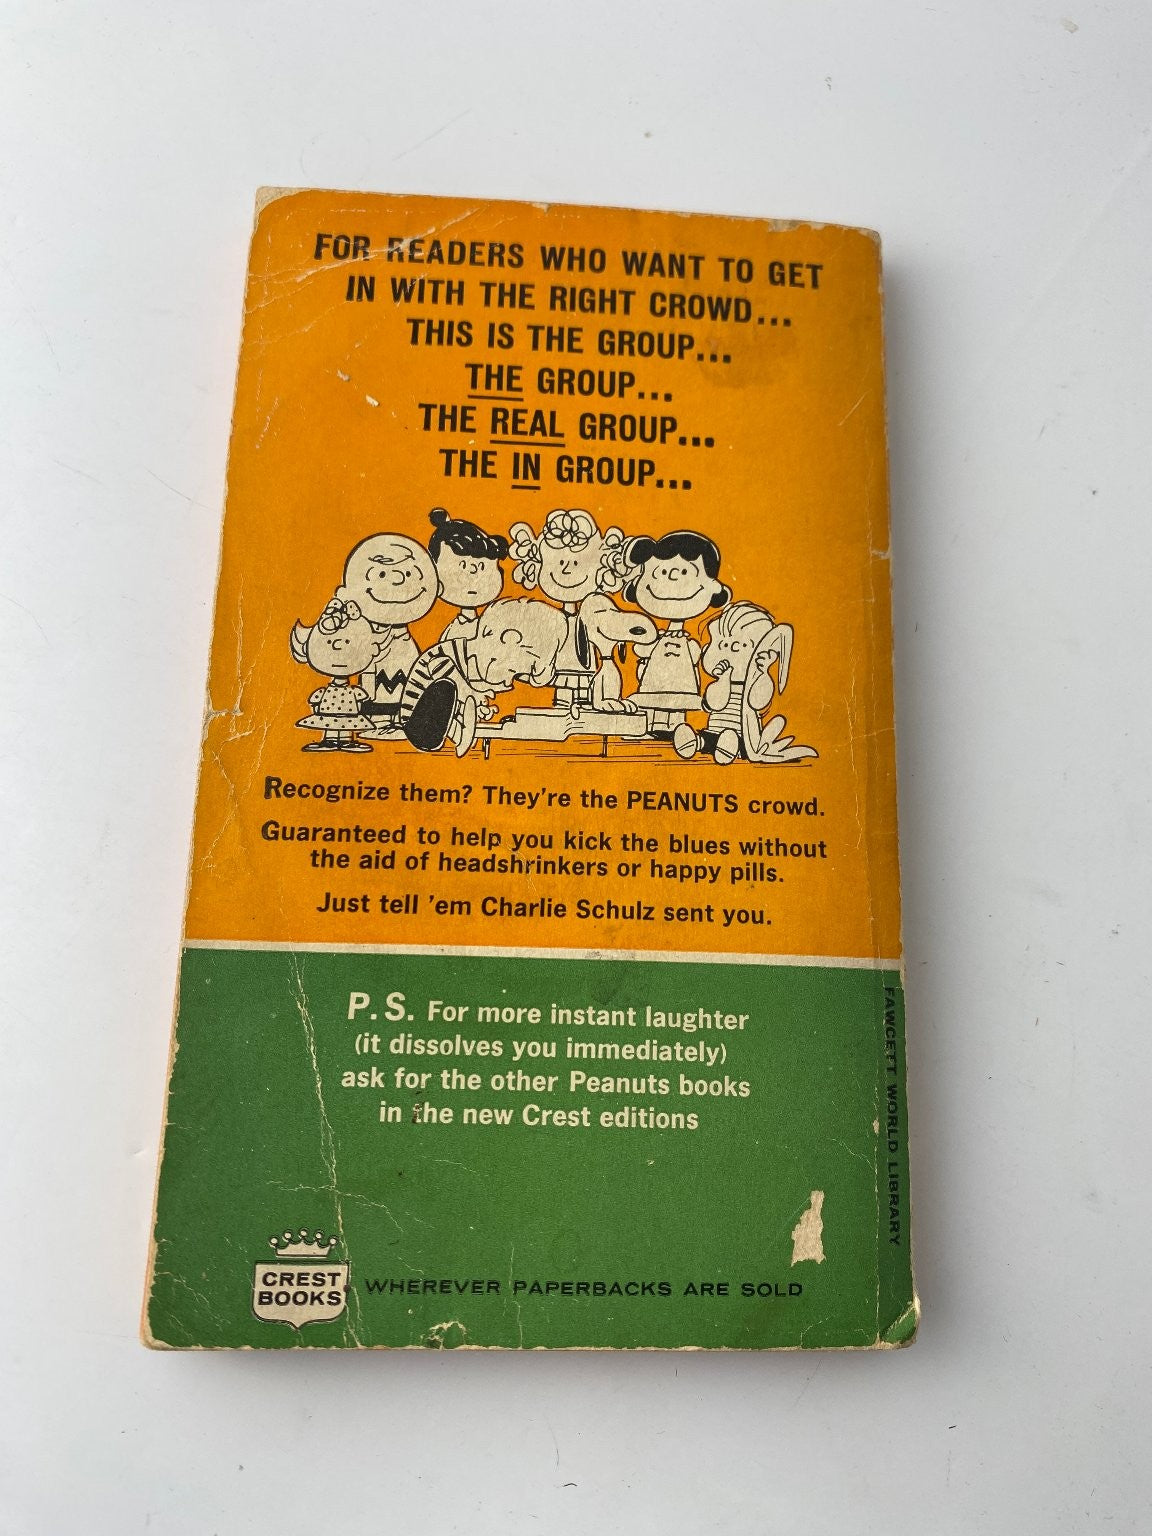 FOR READERS WHO WANT TO GET
IN WITH THE RIGHT CROWD...
THIS IS THE GROUP...
THE GROUP...
THE REAL GROUP...
THE IN GROUP...
Recognize them? They're the PEANUTS crowd.
Guaranteed to help you kick the blues without
the aid of headshrinkers or happy pills.
Just tell 'em Charlie Schulz sent you.
P.S. For more instant laughter
(it dissolves you immediately)
ask for the other Peanuts books
in the new Crest editions
FAWCETT WORLD LIBRARY
CREST
BOOKS
WHEREVER PAPERBACKS ARE SOLD